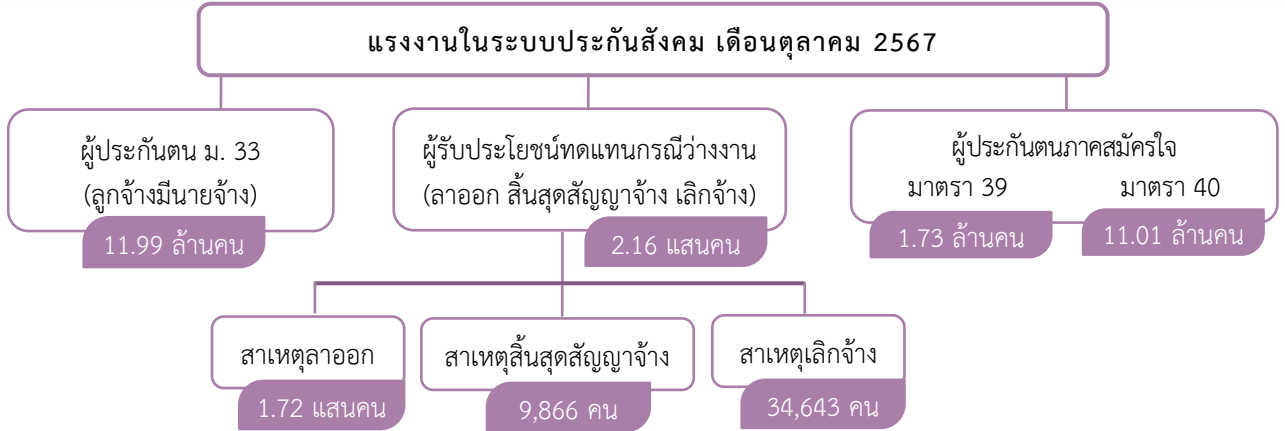 แรงงานในระบบประกันสังคม เดือนตุลาคม 2567
ผู้ประกันตน ม. 33
(ลูกจ้างมีนายจ้าง)
11.99 ล้านคน
ผู้รับประโยชน์ทดแทนกรณีว่างงาน
(ลาออก สิ้นสุดสัญญาจ้าง เลิกจ้าง)
2.16 แสนคน
ผู้ประกันตนภาคสมัครใจ
มาตรา 39 มาตรา 40
1.73 ล้านคน 11.01 ล้านคน
สาเหตุลาออก
1.72 แสนคน
สาเหตุสิ้นสุดสัญญาจ้าง
9,866 คน
สาเหตุเลิกจ้าง
34,643 คน